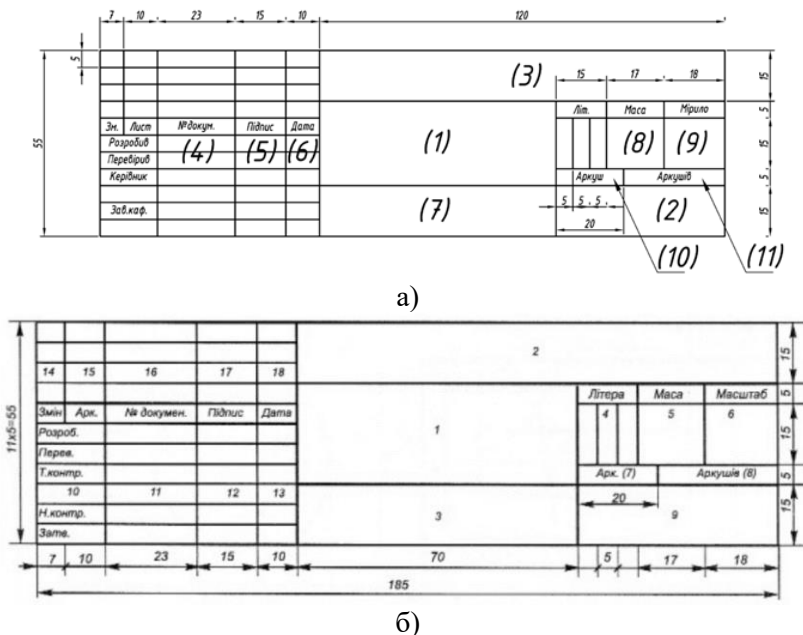 7 10 23 15 10 120
5
(3)
15
15 17 18
55
Літ. Маса Мірило
5
Зм. Лист № докум. Підпис Дата
Розробив
(4) (5) (6) (1) (8) (9)
15
Перевірив
Керівник Аркуш Аркушів
5
5 5 5
Зав.каф. (7) (2)
15
20
(10) (11)
а)
2
15
14 15 16 17 18
Літера Маса Масштаб
5
Змін Арк. № докумен. Підпис Дата
4 5 6
11x5=55
1
15
Розроб.
Перев.
Т.контр. Арк. (7) Аркушів (8)
5
10 11 12 13
20
Н.контр. 3 9
15
Затв.
7 10 23 15 10 70 5 17 18
185
б)